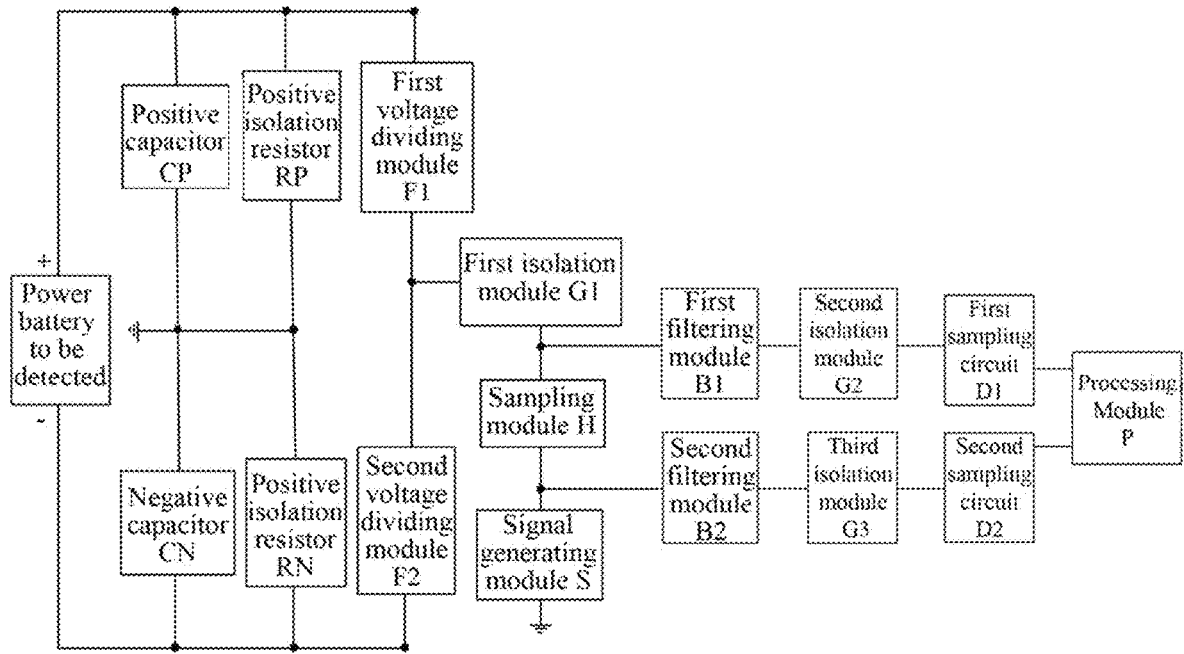 Positive
capacitor
CP
Positive
isolation
resistor
RP
First
voltage
dividing
module
F1
+
Power
battery
to be
detected
-
First isolation
module G1
First
filtering
module
B1
Second
isolation
module
G2
First
sampling
circuit
D1
Processing
Module
P
Sampling
module H
Second
filtering
module
B2
Third
isolation
module
G3
Second
sampling
circuit
D2
Negative
capacitor
CN
Positive
isolation
resistor
RN
Second
voltage
dividing
module
F2
Signal
generating
module S